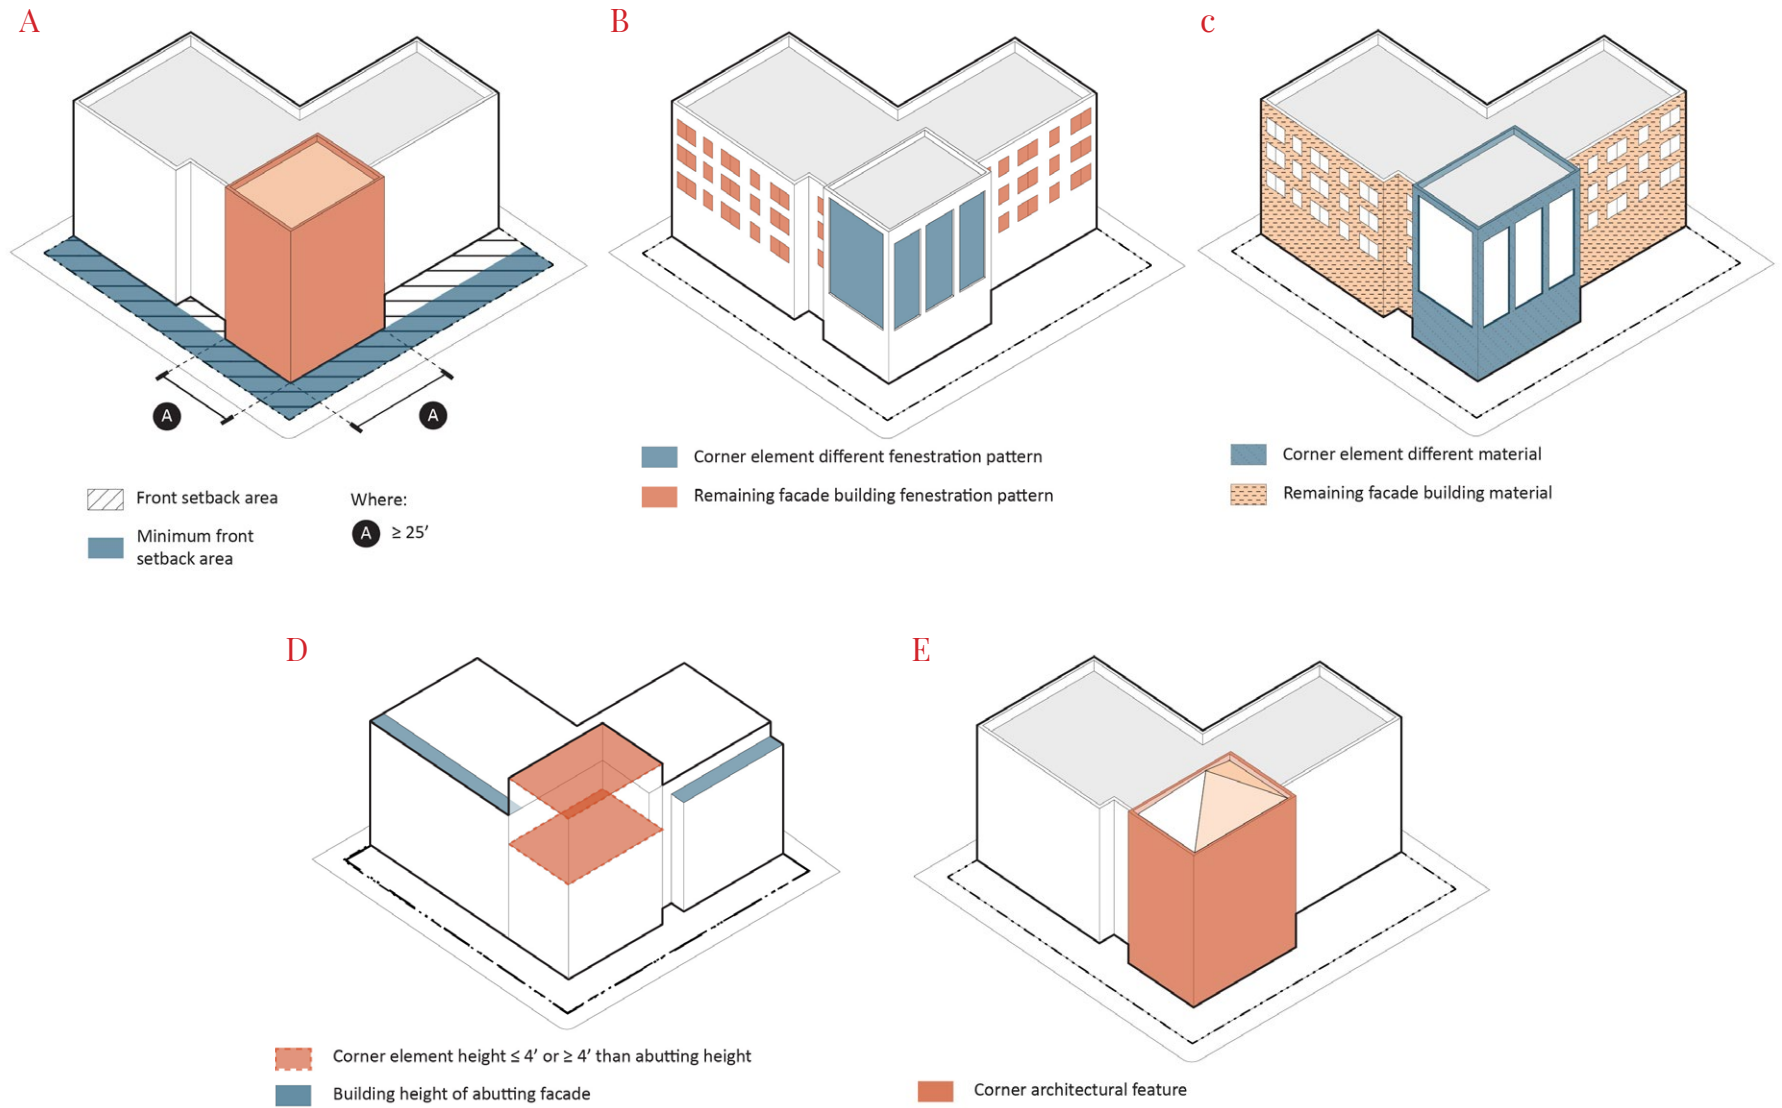 A
B
c
A
A
Corner element different fenestration pattern
Remaining facade building fenestration pattern
Corner element different material
Remaining facade building material
Front setback area
Minimum front
setback area
Where:
A ≥ 25′
D
E
Corner element height ≤ 4′ or ≥ 4′ than abutting height
Building height of abutting facade
Corner architectural feature